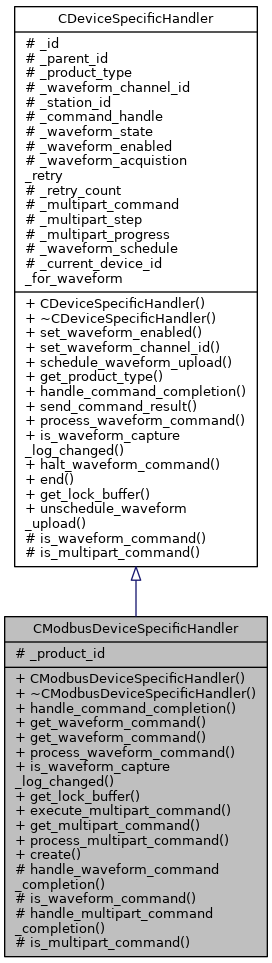 CDeviceSpecificHandler
# _id
# _parent_id
# _product_type
# _waveform_channel_id
# _station_id
# _command_handle
# _waveform_state
# _waveform_enabled
# _waveform_acquistion
_retry
# _retry_count
# _multipart_command
# _multipart_step
# _multipart_progress
# _waveform_schedule
# _current_device_id
_for_waveform
+ CDeviceSpecificHandler()
+ ~CDeviceSpecificHandler()
+ set_waveform_enabled()
+ set_waveform_channel_id()
+ schedule_waveform_upload()
+ get_product_type()
+ handle_command_completion()
+ send_command_result()
+ process_waveform_command()
+ is_waveform_capture
_log_changed()
+ halt_waveform_command()
+ end()
+ get_lock_buffer()
+ unschedule_waveform
_upload()
# is_waveform_command()
# is_multipart_command()
CModbusDeviceSpecificHandler
# _product_id
+ CModbusDeviceSpecificHandler()
+ ~CModbusDeviceSpecificHandler()
+ handle_command_completion()
+ get_waveform_command()
+ get_waveform_command()
+ process_waveform_command()
+ is_waveform_capture
_log_changed()
+ get_lock_buffer()
+ execute_multipart_command()
+ get_multipart_command()
+ process_multipart_command()
+ create()
# handle_waveform_command
_completion()
# is_waveform_command()
# handle_multipart_command
_completion()
# is_multipart_command()